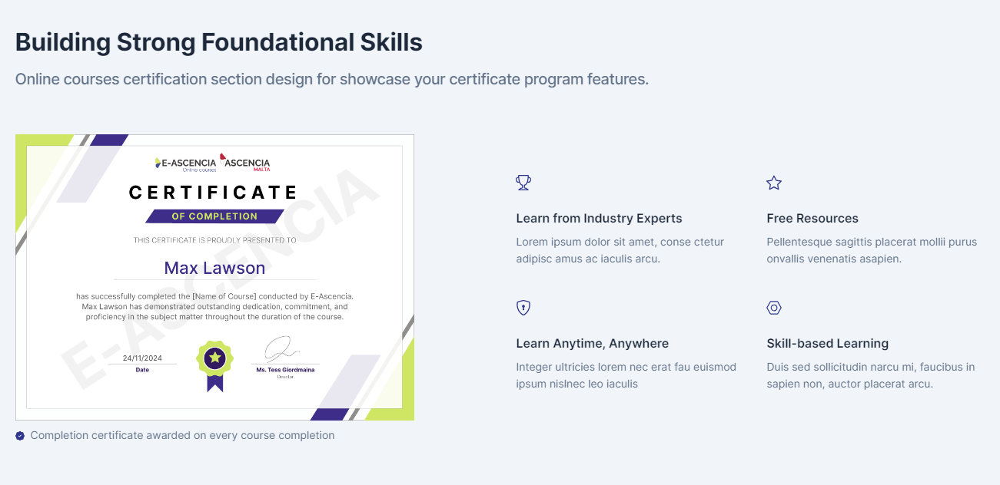 Building Strong Foundational Skills
Online courses certification section design for showcase your certificate program features.
E-ASCENCIA ASCENCIA
Online courses MALTA
CERTIFICATE
OF COMPLETION
THIS CERTIFICATE IS PROUDLY PRESENTED TO
Max Lawson
has successfully completed the [Name of Course] conducted by E-Ascencia.
Max Lawson has demonstrated outstanding dedication, commitment, and
proficiency in the subject matter throughout the duration of the course.
E-ASCENCIA
24/11/2024
Date
Ms. Tess Giordmaina
Director
Completion certificate awarded on every course completion
Learn from Industry Experts
Lorem ipsum dolor sit amet, conse ctetur
adipisc amus ac iaculis arcu.
Free Resources
Pellentesque sagittis placerat mollii purus
onvallis venenatis asapien.
Learn Anytime, Anywhere
Integer ultricies lorem nec erat fau euismod
ipsum nislnec leo iaculis
Skill-based Learning
Duis sed sollicitudin narcu mi, faucibus in
sapien non, auctor placerat arcu.